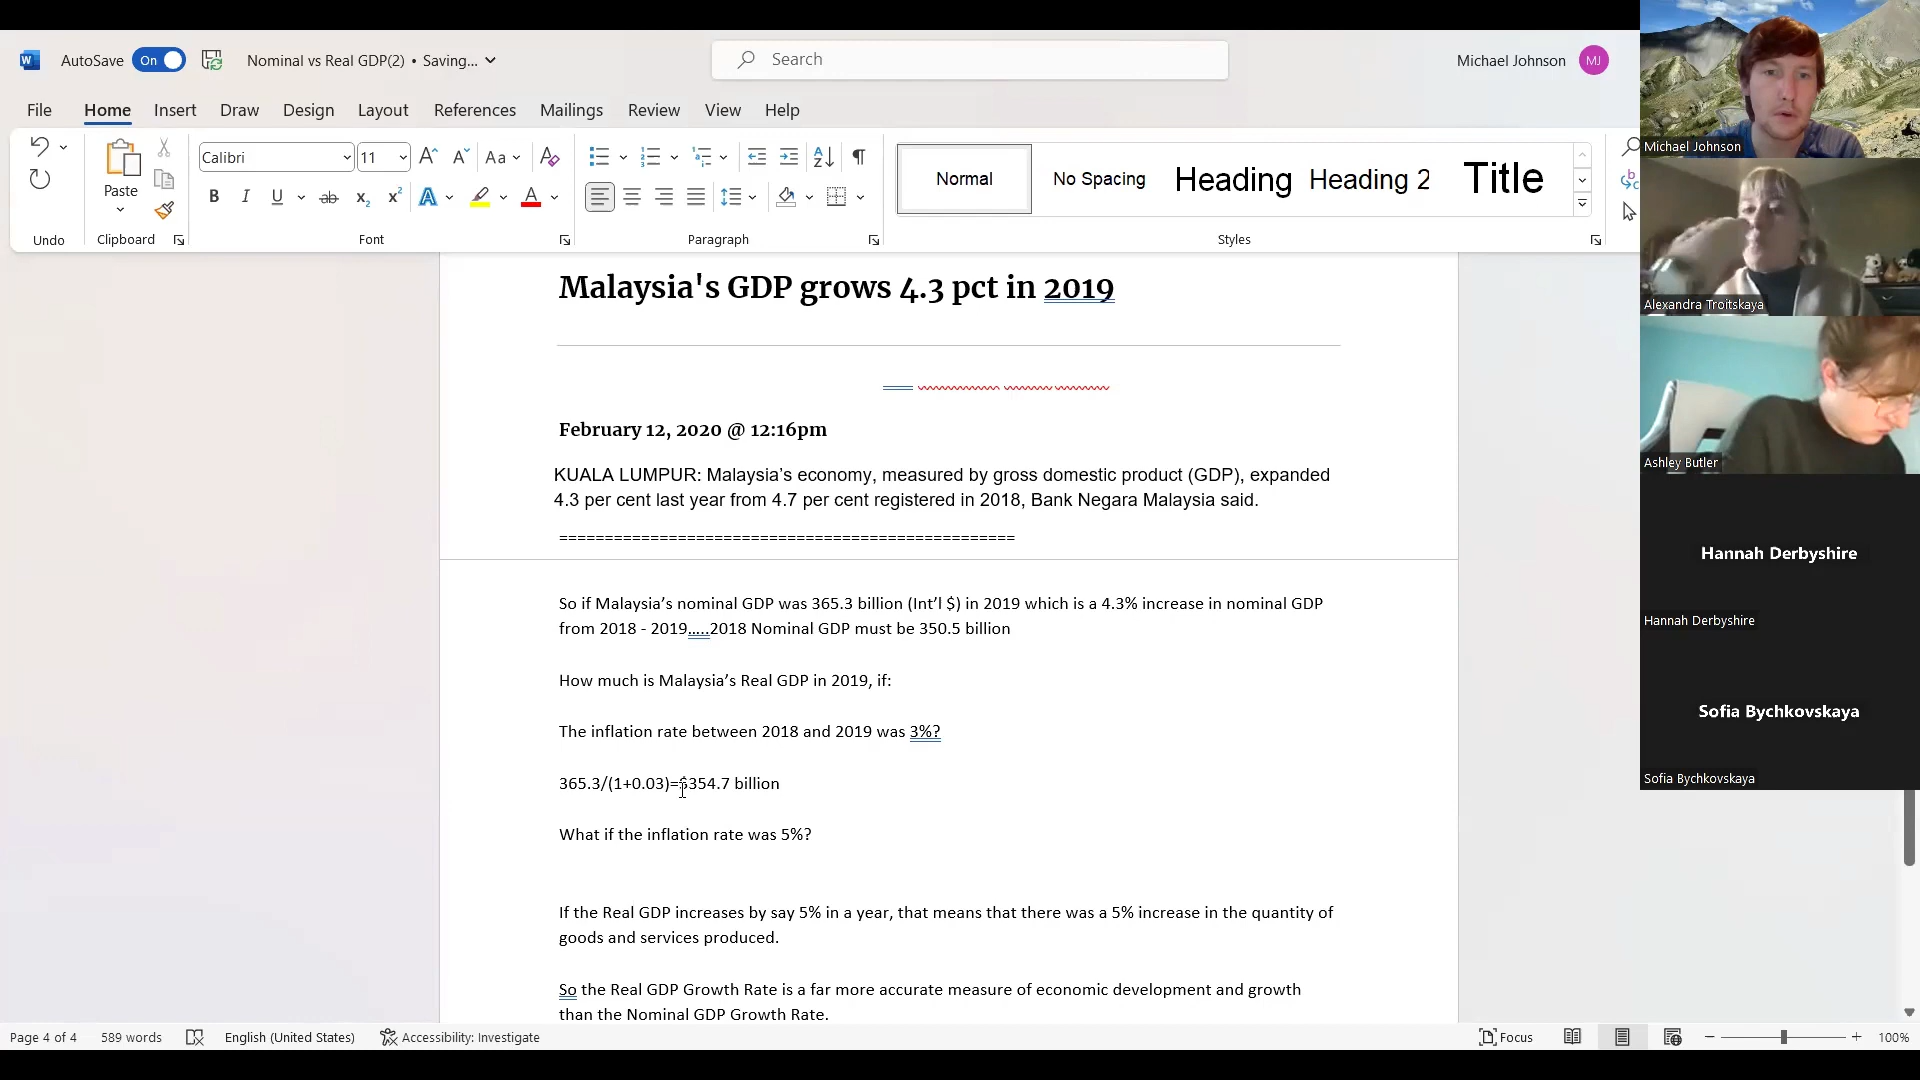 AutoSave On Nominal vs Real GDP(2) • Saving... Search Michael Johnson MJ
File Home Insert Draw Design Layout References Mailings Review View Help
Calibri 11 Aa
Paste
B I U ab x₂ x² A A
Normal No Spacing Heading Heading 2 Title
Undo Clipboard Font Paragraph Styles
Michael Johnson
Alexandra Troitskaya
Ashley Butler
Hannah Derbyshire
Hannah Derbyshire
Sofia Bychkovskaya
Sofia Bychkovskaya
Malaysia's GDP grows 4.3 pct in 2019
February 12, 2020 @ 12:16pm
KUALA LUMPUR: Malaysia’s economy, measured by gross domestic product (GDP), expanded
4.3 per cent last year from 4.7 per cent registered in 2018, Bank Negara Malaysia said.
==================================================
So if Malaysia’s nominal GDP was 365.3 billion (Int’l $) in 2019 which is a 4.3% increase in nominal GDP
from 2018 - 2019…..2018 Nominal GDP must be 350.5 billion
How much is Malaysia’s Real GDP in 2019, if:
The inflation rate between 2018 and 2019 was 3%?
365.3/(1+0.03)=$354.7 billion
What if the inflation rate was 5%?
If the Real GDP increases by say 5% in a year, that means that there was a 5% increase in the quantity of
goods and services produced.
So the Real GDP Growth Rate is a far more accurate measure of economic development and growth
than the Nominal GDP Growth Rate.
Page 4 of 4 589 words English (United States) Accessibility: Investigate Focus 100%